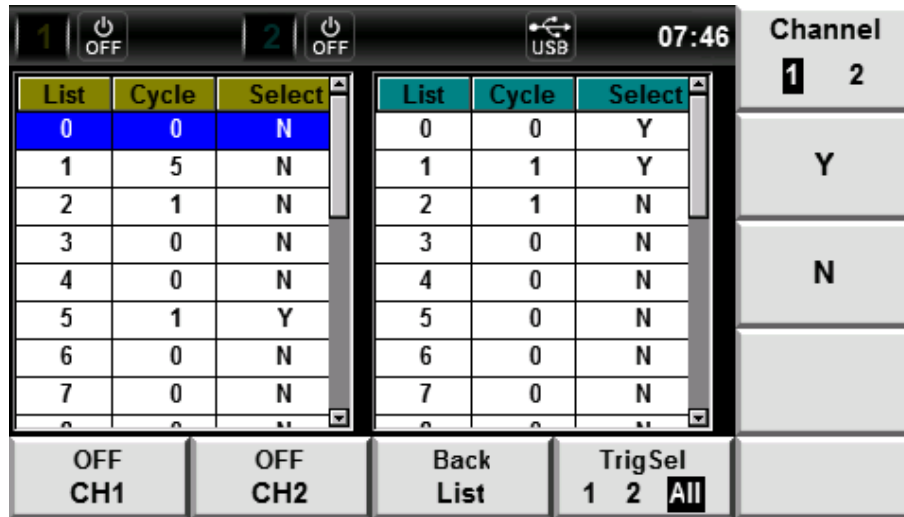 1 OFF 2 OFF USB 07:46
Channel
1 2
List Cycle Select List Cycle Select
0 0 N 0 0 Y
1 5 N 1 1 Y
Y
2 1 N 2 1 N
3 0 N 3 0 N
4 0 N 4 0 N
N
5 1 Y 5 0 N
6 0 N 6 0 N
7 0 N 7 0 N
OFF
CH1
OFF
CH2
Back
List
TrigSel
1 2 All